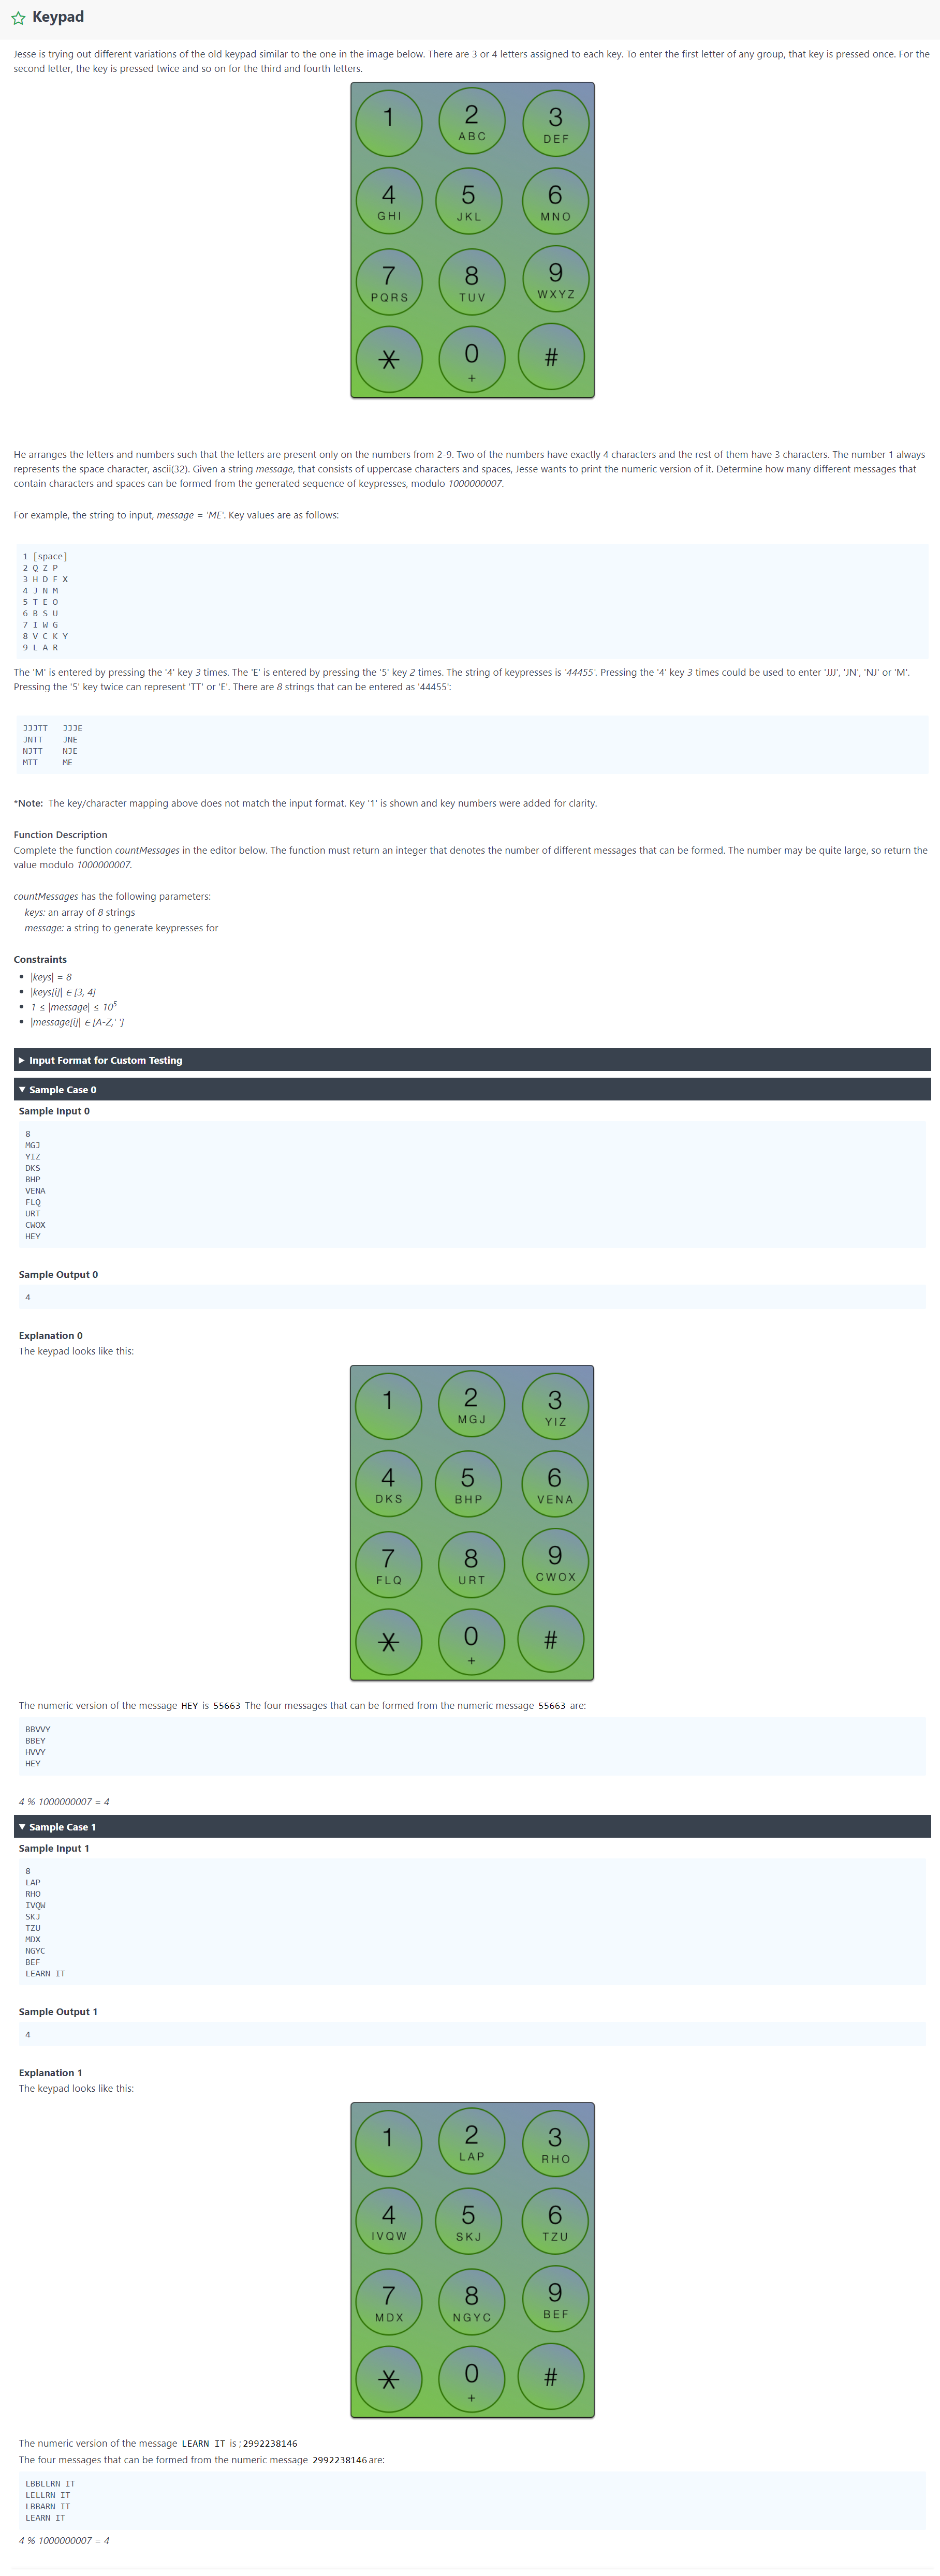 Keypad
Jesse is trying out different variations of the old keypad similar to the one in the image below. There are 3 or 4 letters assigned to each key. To enter the first letter of any group, that key is pressed once. For the
second letter, the key is pressed twice and so on for the third and fourth letters.
1 2 3
ABC DEF
4 5 6
GHI JKL MNO
7 8 9
PQRS TUV WXYZ
* 0 #
+
He arranges the letters and numbers such that the letters are present only on the numbers from 2-9. Two of the numbers have exactly 4 characters and the rest of them have 3 characters. The number 1 always
represents the space character, ascii(32). Given a string message, that consists of uppercase characters and spaces, Jesse wants to print the numeric version of it. Determine how many different messages that
contain characters and spaces can be formed from the generated sequence of keypresses, modulo 1000000007.
For example, the string to input, message = 'ME'. Key values are as follows:
1 [space]
2 Q Z P
3 H D F X
4 J N M
5 T E O
6 B S U
7 I W G
8 V C K Y
9 L A R
The 'M' is entered by pressing the '4' key 3 times. The 'E' is entered by pressing the '5' key 2 times. The string of keypresses is '44455'. Pressing the '4' key 3 times could be used to enter 'JJJ', 'JN', 'NJ' or 'M'.
Pressing the '5' key twice can represent 'TT' or 'E'. There are 8 strings that can be entered as '44455':
JJJTT JJJE
JNTT JNE
NJTT NJE
MTT ME
*Note: The key/character mapping above does not match the input format. Key '1' is shown and key numbers were added for clarity.
Function Description
Complete the function countMessages in the editor below. The function must return an integer that denotes the number of different messages that can be formed. The number may be quite large, so return the
value modulo 1000000007.
countMessages has the following parameters:
keys: an array of 8 strings
message: a string to generate keypresses for
Constraints
• |keys| = 8
• |keys[i]| ∈ [3, 4]
• 1 ≤ |message| ≤ 10⁵
• |message[i]| ∈ [A-Z,' ']
▶ Input Format for Custom Testing
▼ Sample Case 0
Sample Input 0
8
MGJ
YIZ
DKS
BHP
VENA
FLQ
URT
CWOX
HEY
Sample Output 0
4
Explanation 0
The keypad looks like this:
1 2 3
MGJ YIZ
4 5 6
DKS BHP VENA
7 8 9
FLQ URT CWOX
* 0 #
+
The numeric version of the message HEY is 55663 The four messages that can be formed from the numeric message 55663 are:
BBVVY
BBEY
HVVY
HEY
4 % 1000000007 = 4
▼ Sample Case 1
Sample Input 1
8
LAP
RHO
IVQW
SKJ
TZU
MDX
NGYC
BEF
LEARN IT
Sample Output 1
4
Explanation 1
The keypad looks like this:
1 2 3
LAP RHO
4 5 6
IVQW SKJ TZU
7 8 9
MDX NGYC BEF
* 0 #
The numeric version of the message LEARN IT is ; 2992238146
The four messages that can be formed from the numeric message 2992238146 are:
LBBLLRN IT
LELLRN IT
LBBARN IT
LEARN IT
4 % 1000000007 = 4